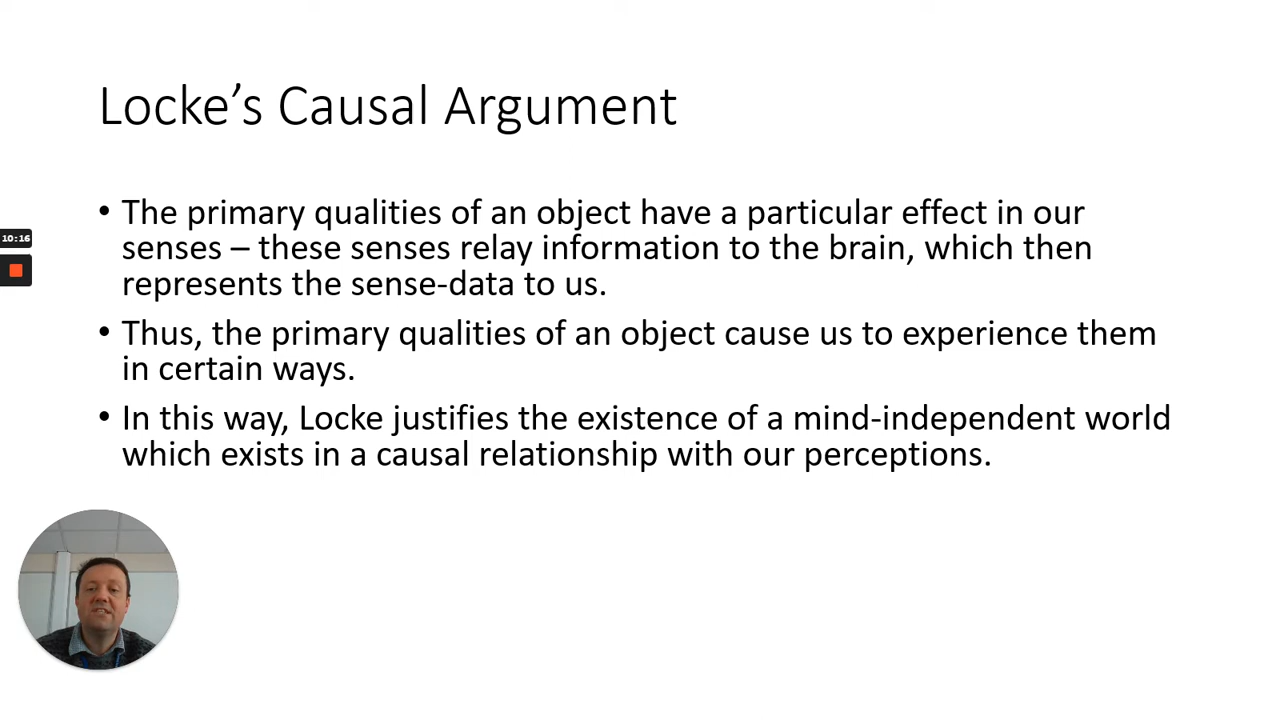 Locke’s Causal Argument
• The primary qualities of an object have a particular effect in our
senses – these senses relay information to the brain, which then
represents the sense-data to us.
• Thus, the primary qualities of an object cause us to experience them
in certain ways.
• In this way, Locke justifies the existence of a mind-independent world
which exists in a causal relationship with our perceptions.
10:16